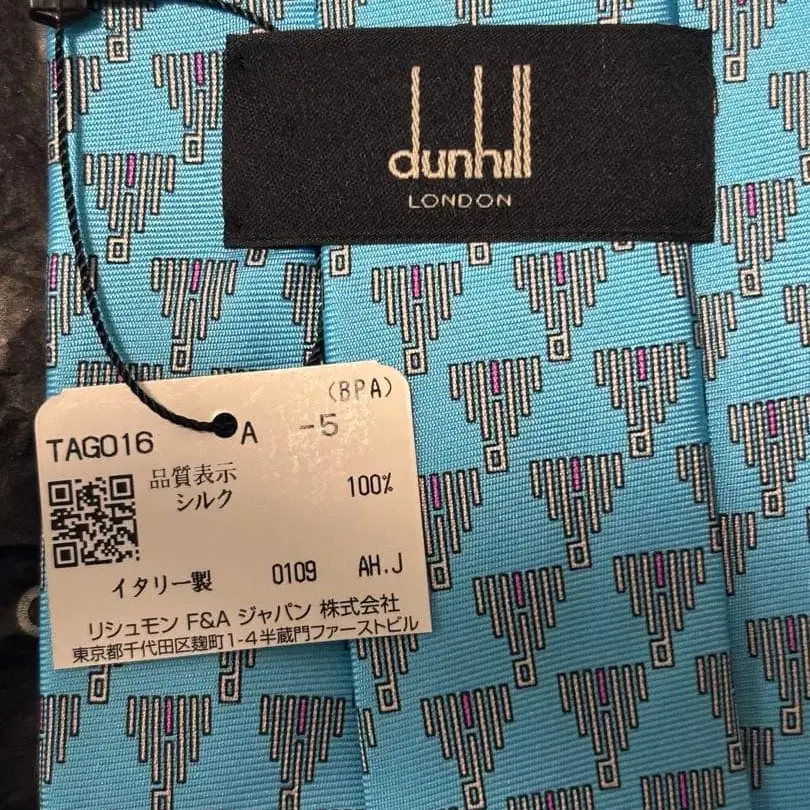 dunhill
LONDON
(BPA)
TAG016 A -5
品質表示
シルク 100%
イタリー製 0109 AH.J
リシュモン F&A ジャパン 株式会社
東京都千代田区麹町1-4半蔵門ファーストビル